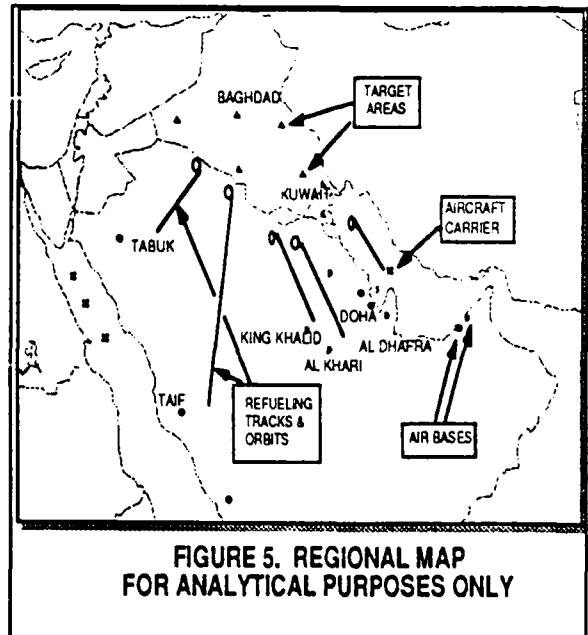 BAGHDAD
TARGET
AREAS
KUWAIT
AIRCRAFT
CARRIER
TABUK
DOHA
KING KHALID
AL DHAFRA
AL KHARI
TAIF
REFUELING
TRACKS &
ORBITS
AIR BASES
FIGURE 5. REGIONAL MAP
FOR ANALYTICAL PURPOSES ONLY